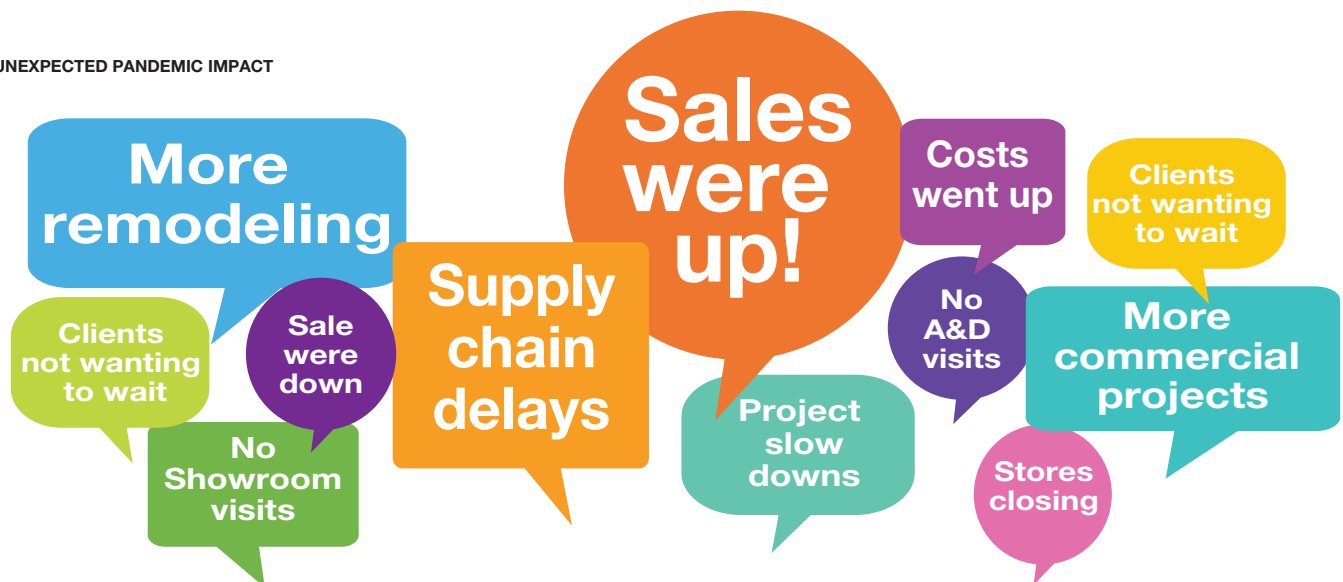 UNEXPECTED PANDEMIC IMPACT
More
remodeling
Sales
were
up!
Costs
went up
Clients
not wanting
to wait
Supply
chain
delays
Clients
not wanting
to wait
Sale
were
down
No
A&D
visits
More
commercial
projects
No
Showroom
visits
Project
slow
downs
Stores
closing